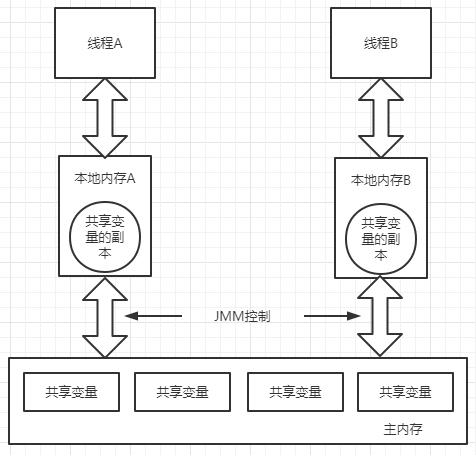 线程A
线程B
本地内存A
共享变
量的副
本
本地内存B
共享变
量的副
本
JMM控制
共享变量
共享变量
共享变量
共享变量
主内存